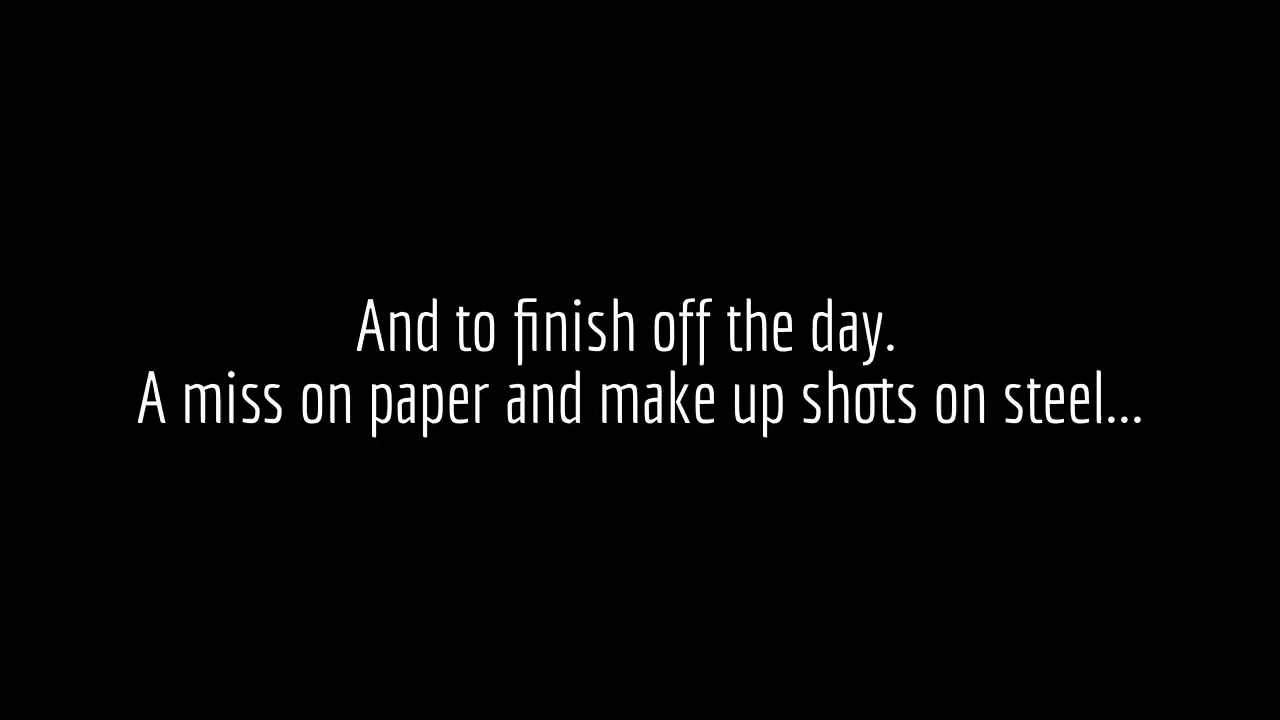 And to finish off the day.
A miss on paper and make up shots on steel...